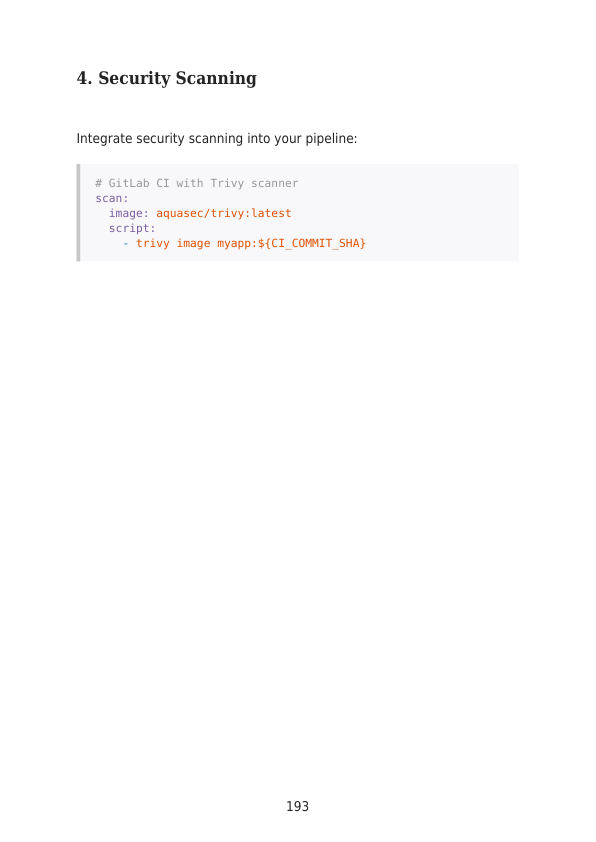 4. Security Scanning
Integrate security scanning into your pipeline:
# GitLab CI with Trivy scanner
scan:
  image: aquasec/trivy:latest
  script:
    - trivy image myapp:${CI_COMMIT_SHA}
193